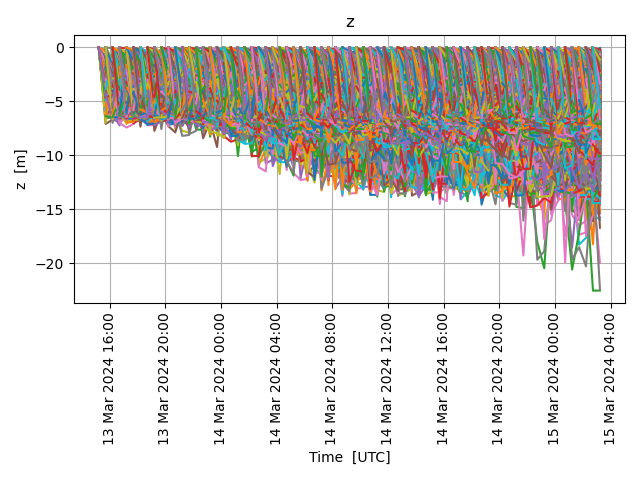 z
0
−5
−10
−15
−20
z [m]
13 Mar 2024 16:00
13 Mar 2024 20:00
14 Mar 2024 00:00
14 Mar 2024 04:00
14 Mar 2024 08:00
14 Mar 2024 12:00
14 Mar 2024 16:00
14 Mar 2024 20:00
15 Mar 2024 00:00
15 Mar 2024 04:00
Time [UTC]